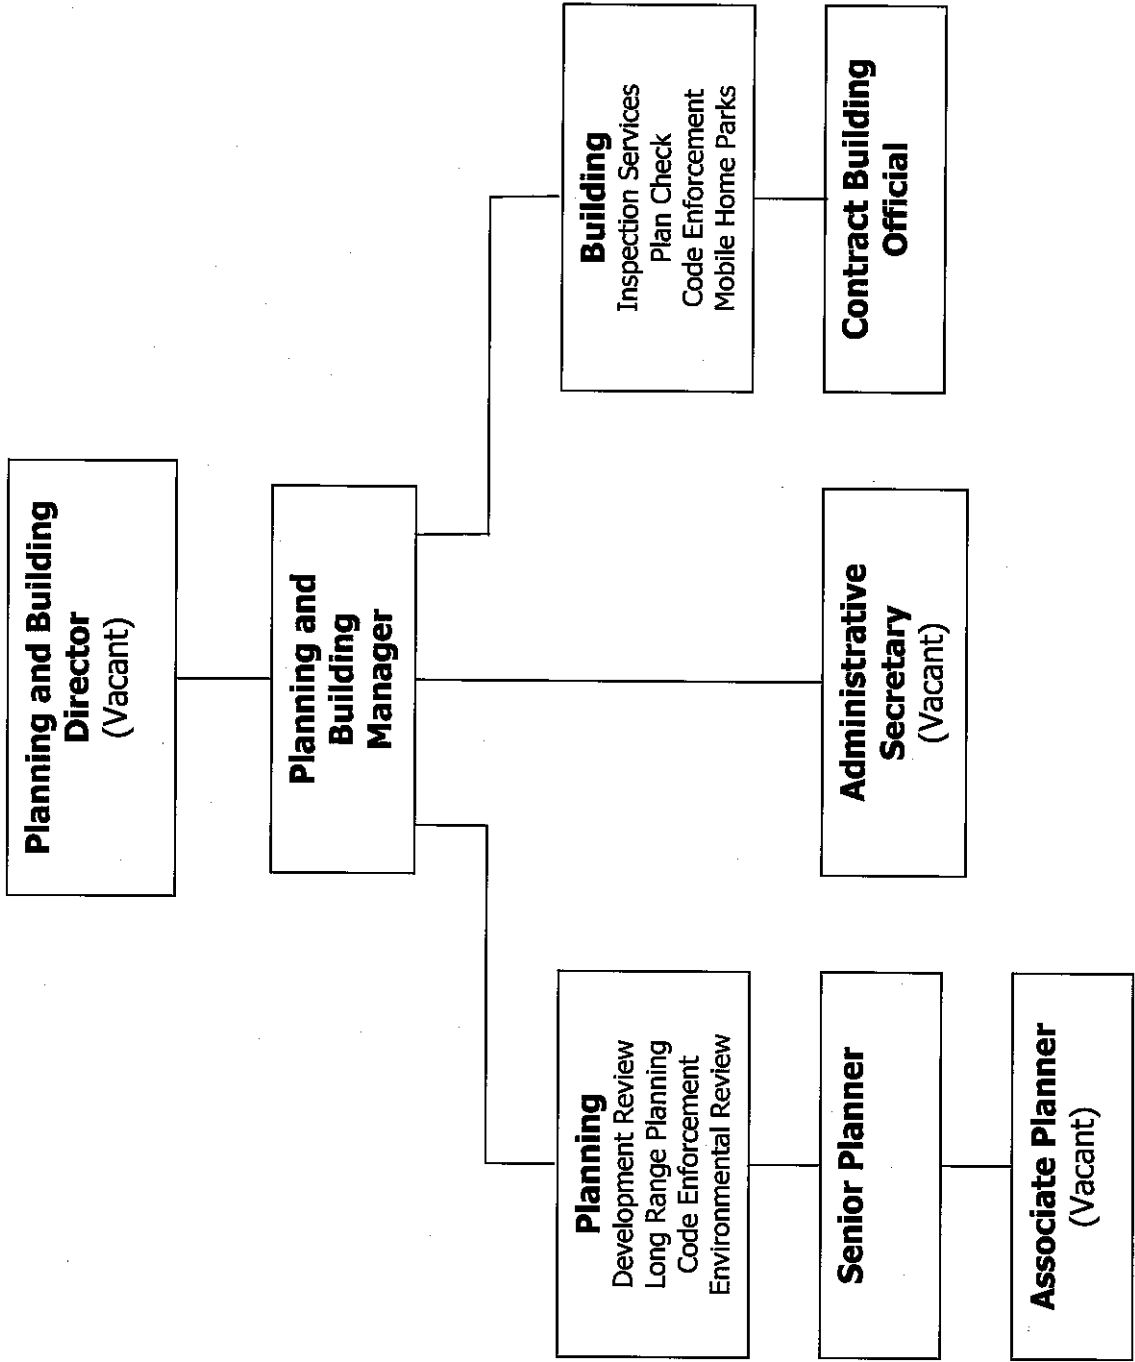 Planning and Building
Director
(Vacant)
Planning and
Building
Manager
Planning
Development Review
Long Range Planning
Code Enforcement
Environmental Review
Building
Inspection Services
Plan Check
Code Enforcement
Mobile Home Parks
Senior Planner
Administrative
Secretary
(Vacant)
Contract Building
Official
Associate Planner
(Vacant)